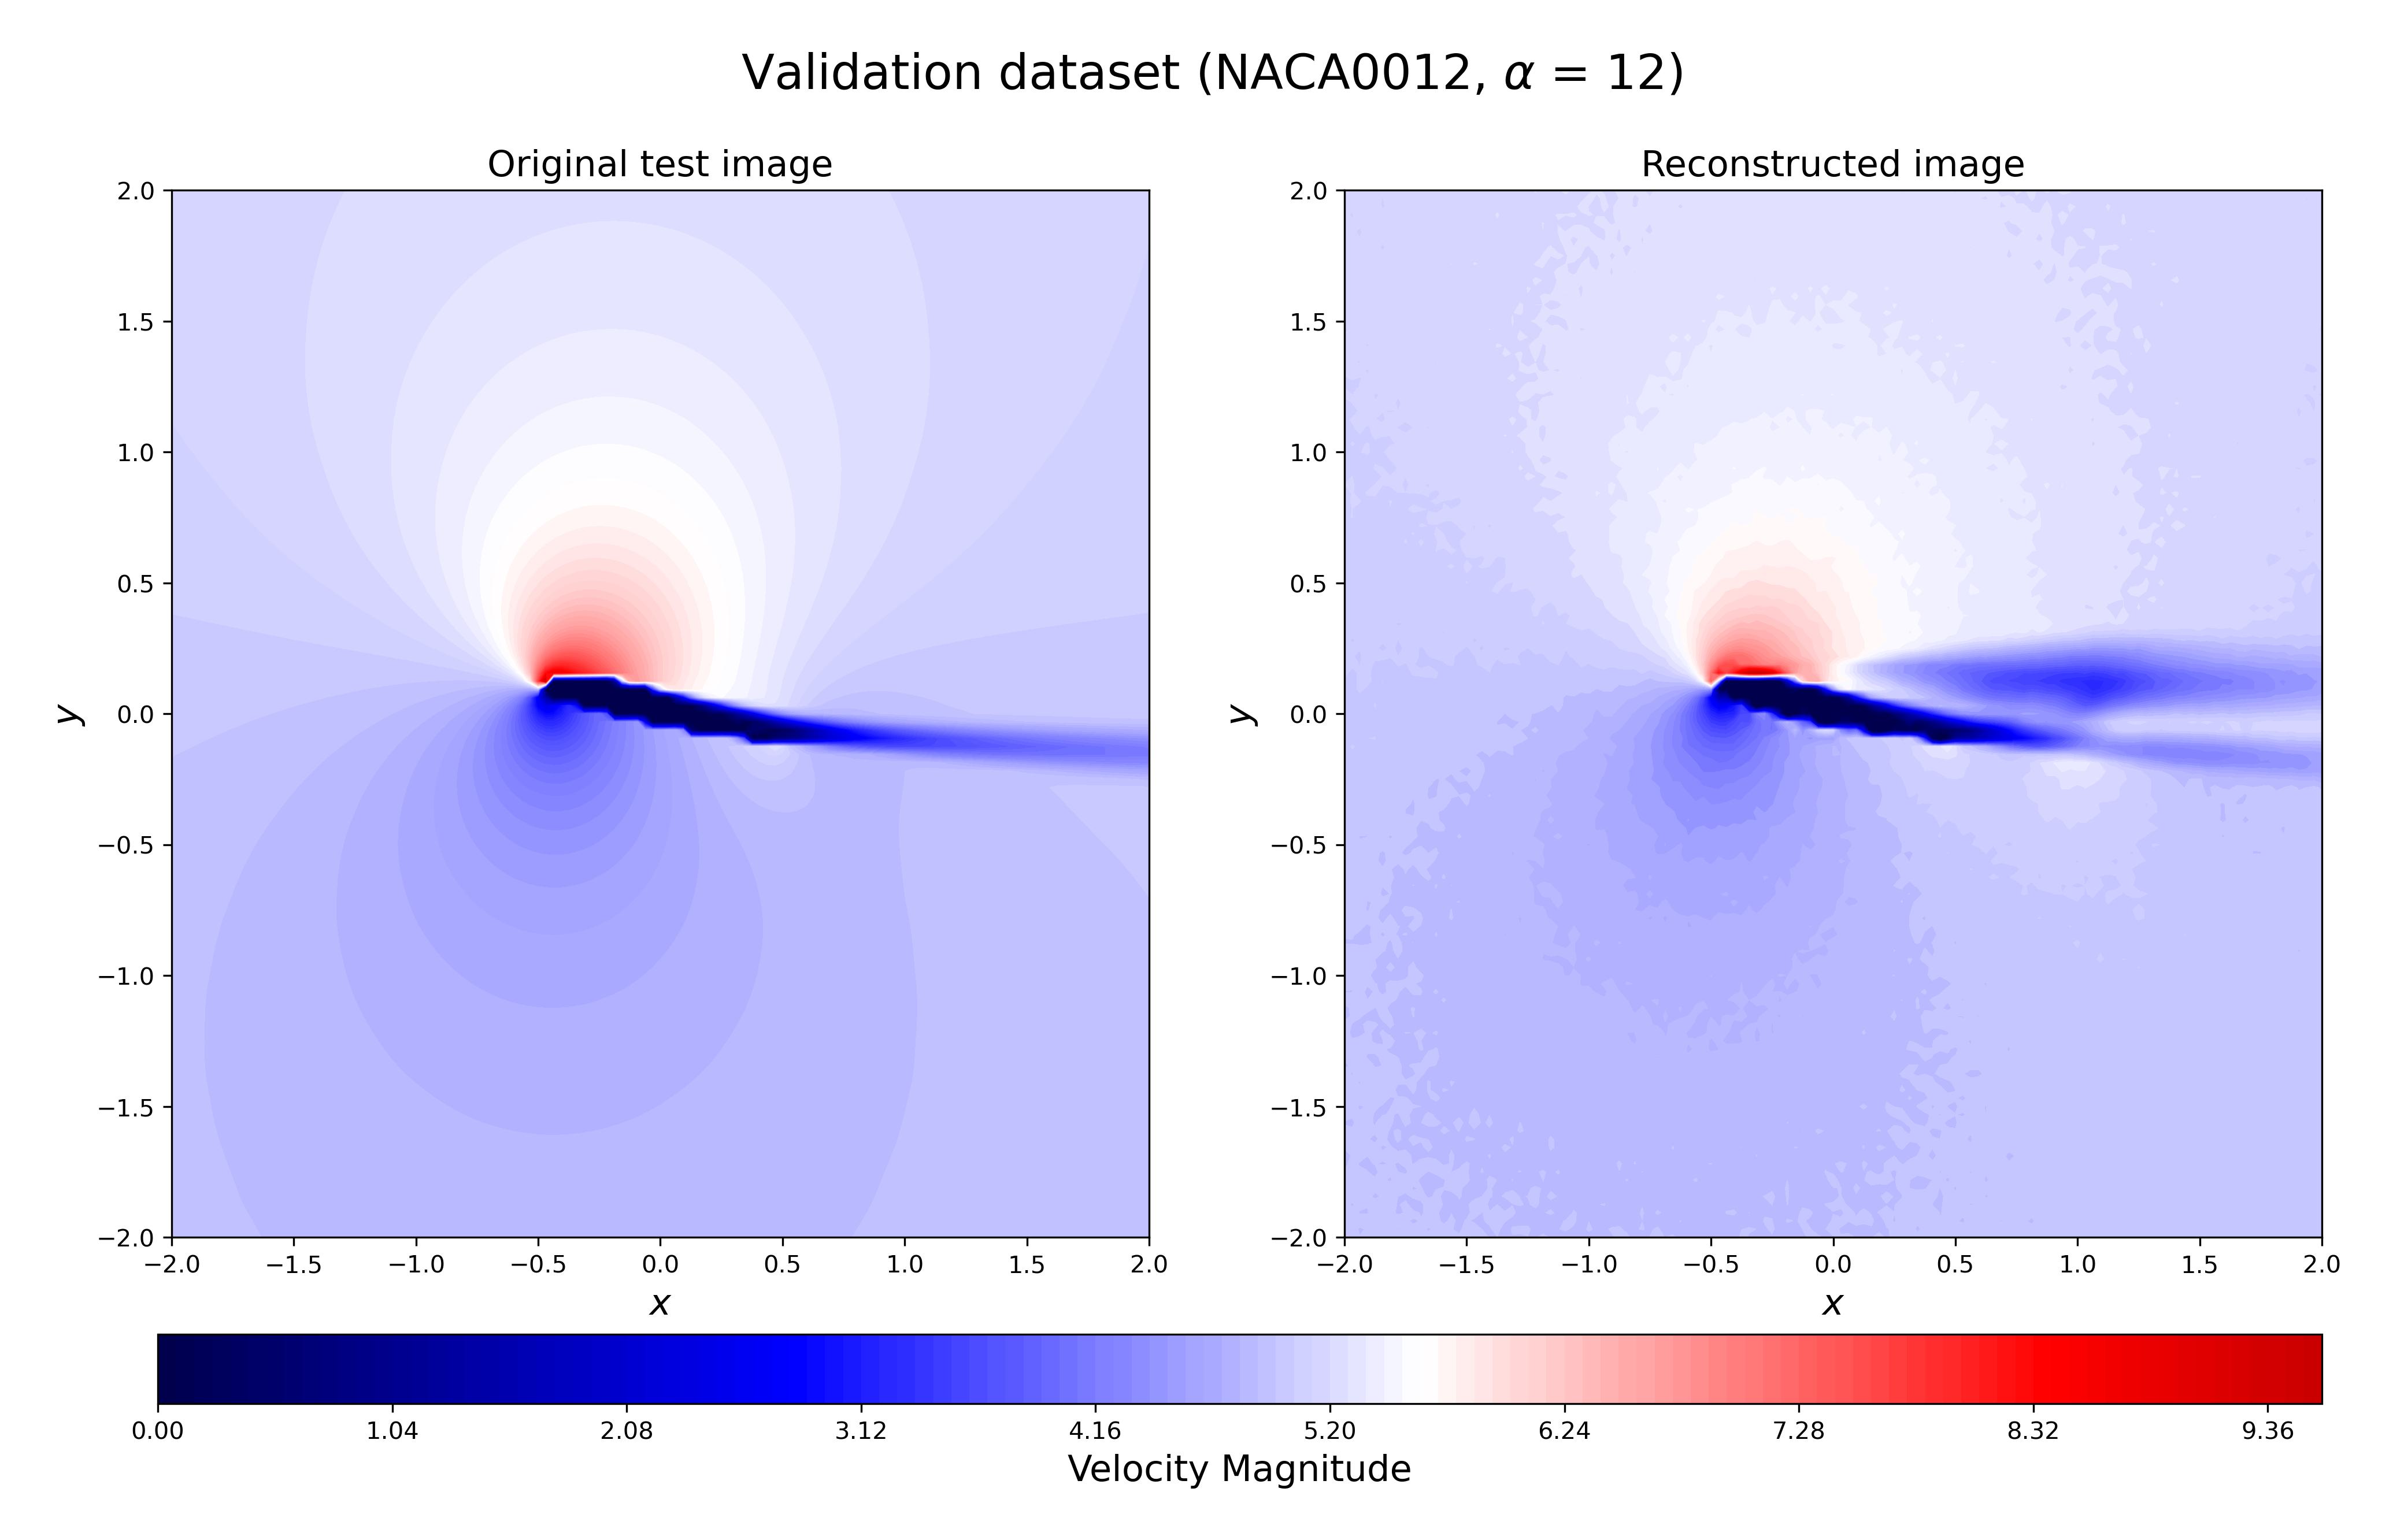 Validation dataset (NACA0012, α = 12)
Original test image
Reconstructed image
2.0
1.5
1.0
0.5
0.0
−0.5
−1.0
−1.5
−2.0
y
−2.0 −1.5 −1.0 −0.5 0.0 0.5 1.0 1.5 2.0
x
2.0
1.5
1.0
0.5
0.0
−0.5
−1.0
−1.5
−2.0
y
−2.0 −1.5 −1.0 −0.5 0.0 0.5 1.0 1.5 2.0
x
0.00 1.04 2.08 3.12 4.16 5.20 6.24 7.28 8.32 9.36
Velocity Magnitude